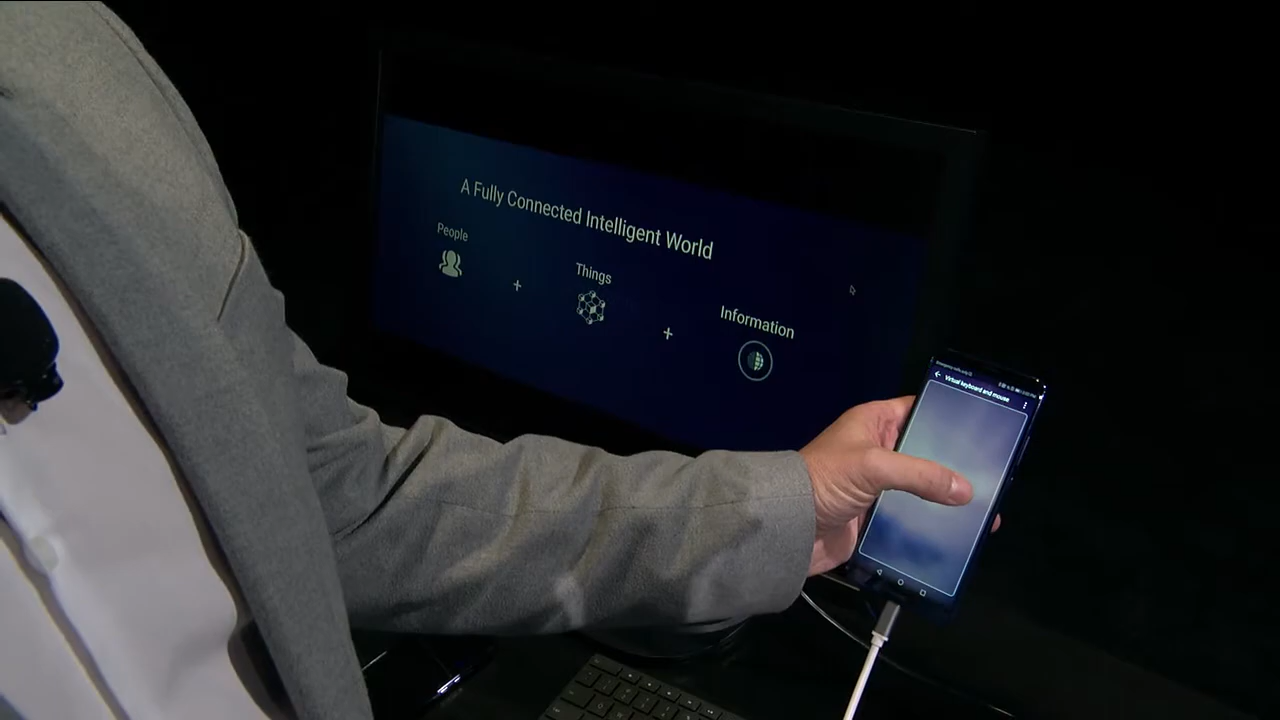 A Fully Connected Intelligent World
People
+
Things
+
Information
Virtual keyboard and mouse